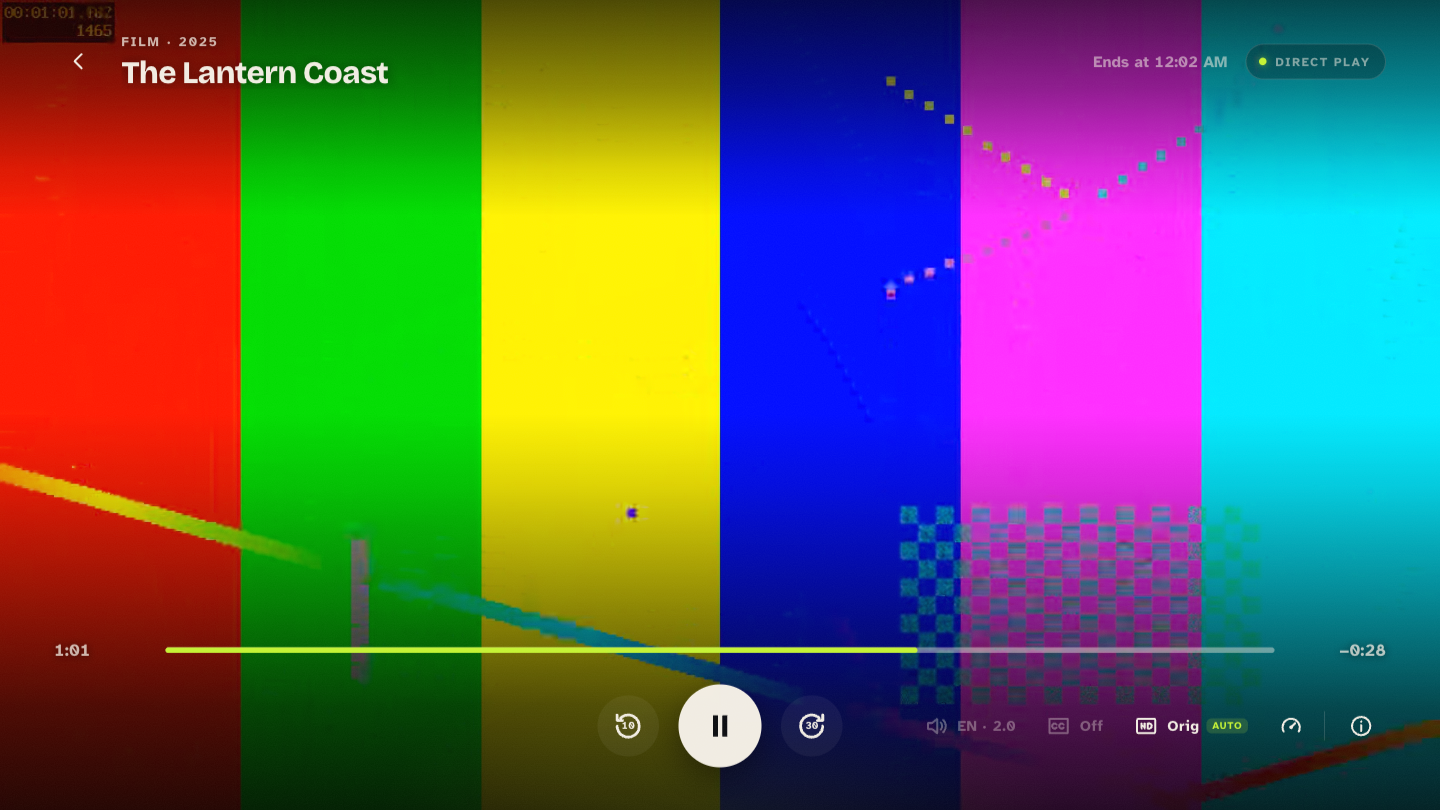 00:01:01.
1465
FILM · 2025
The Lantern Coast
Ends at 12:02 AM
DIRECT PLAY
1:01
−0:28
10
30
EN · 2.0
CC Off
HD Orig AUTO